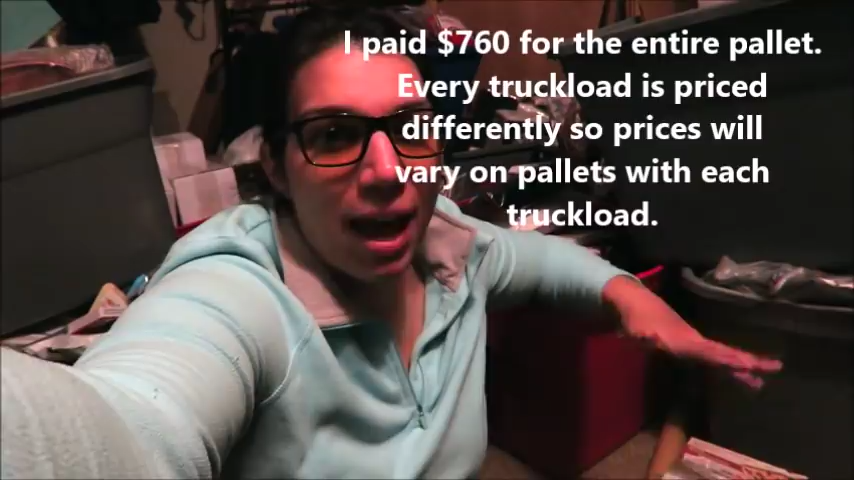 I paid $760 for the entire pallet.
Every truckload is priced
differently so prices will
vary on pallets with each
truckload.